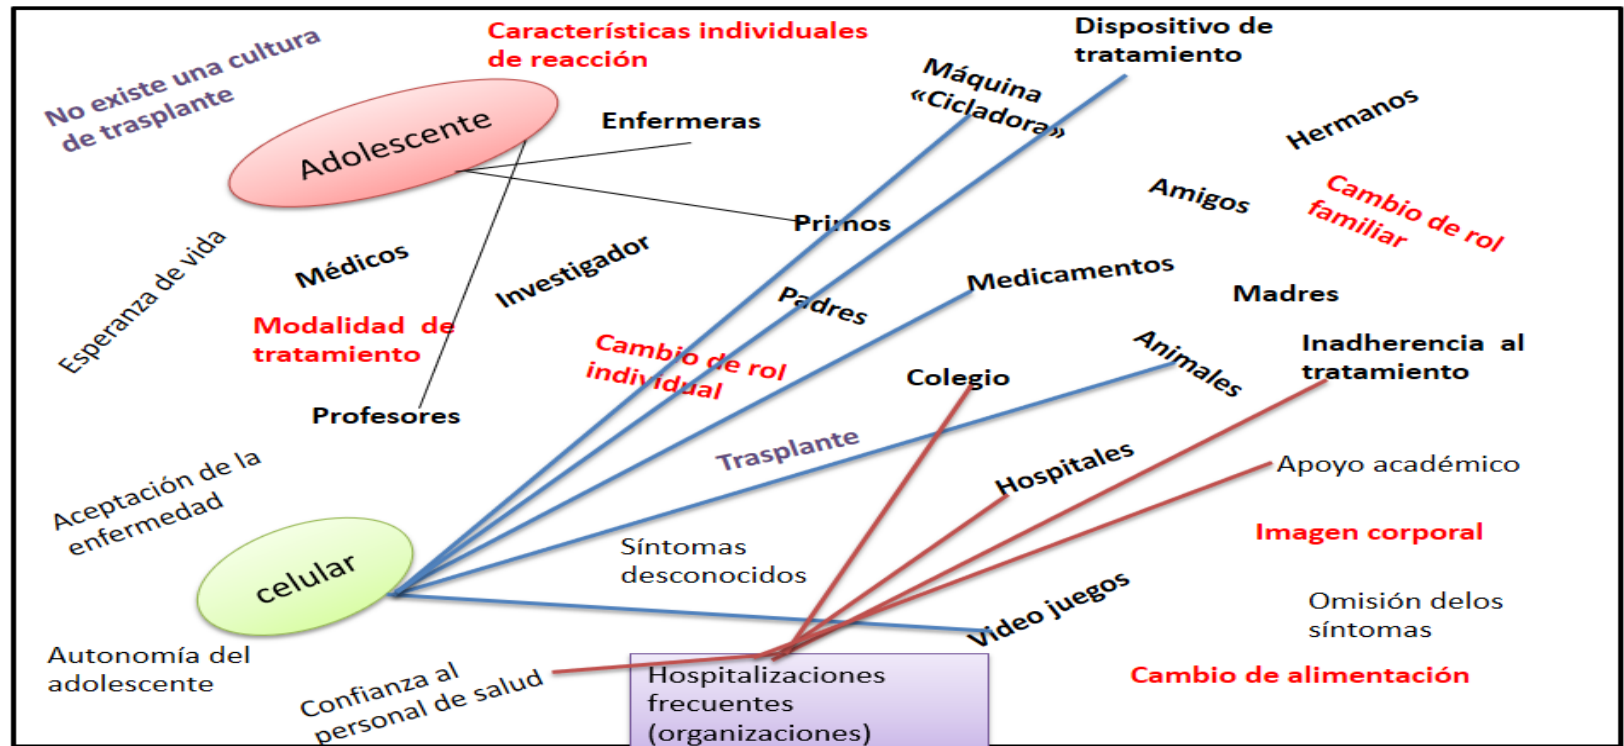 No existe una cultura
de trasplante
Características individuales
de reacción
Dispositivo de
tratamiento
Máquina
«Cicladora»
Hermanos
Adolescente
Enfermeras
Amigos
Cambio de rol
familiar
Primos
Esperanza de vida
Médicos
Investigador
Medicamentos
Padres
Madres
Modalidad de
tratamiento
Cambio de rol
individual
Animales
Inadherencia al
tratamiento
Colegio
Profesores
Trasplante
Hospitales
Apoyo académico
Aceptación de la
enfermedad
Imagen corporal
celular
Síntomas
desconocidos
Video juegos
Omisión delos
síntomas
Autonomía del
adolescente
Confianza al
personal de salud
Hospitalizaciones
frecuentes
(organizaciones)
Cambio de alimentación